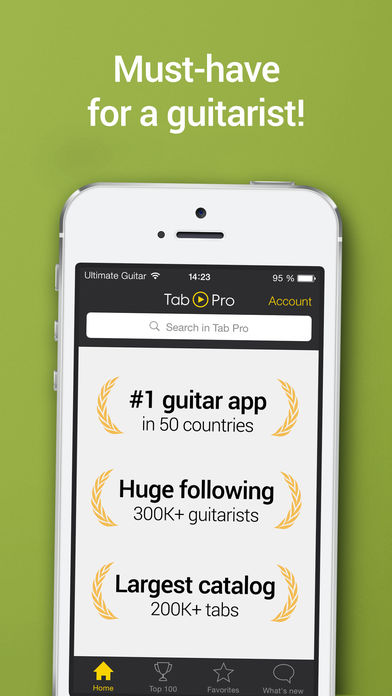 Must-have
for a guitarist!
Ultimate Guitar 14:23 95 %
Tab Pro Account
Search in Tab Pro
#1 guitar app
in 50 countries
Huge following
300K+ guitarists
Largest catalog
200K+ tabs
Home Top 100 Favorites What's new